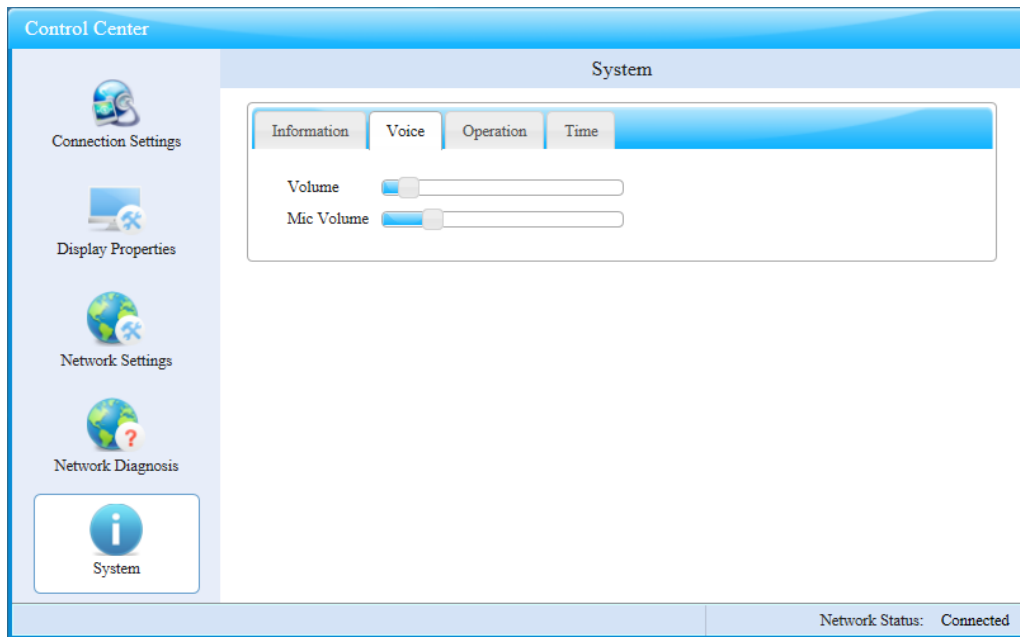 Control Center
Connection Settings
Display Properties
Network Settings
Network Diagnosis
System
System
Information Voice Operation Time
Volume
Mic Volume
Network Status: Connected